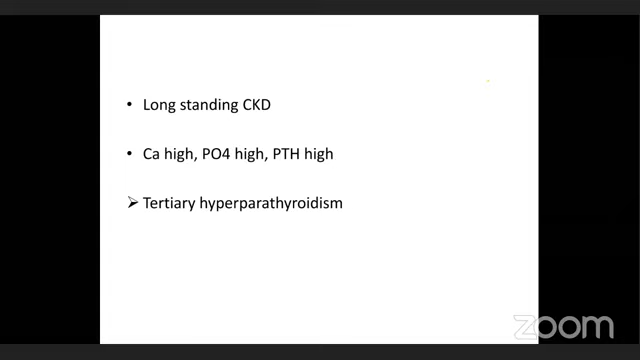 • Long standing CKD
• Ca high, PO4 high, PTH high
➢ Tertiary hyperparathyroidism
zoom